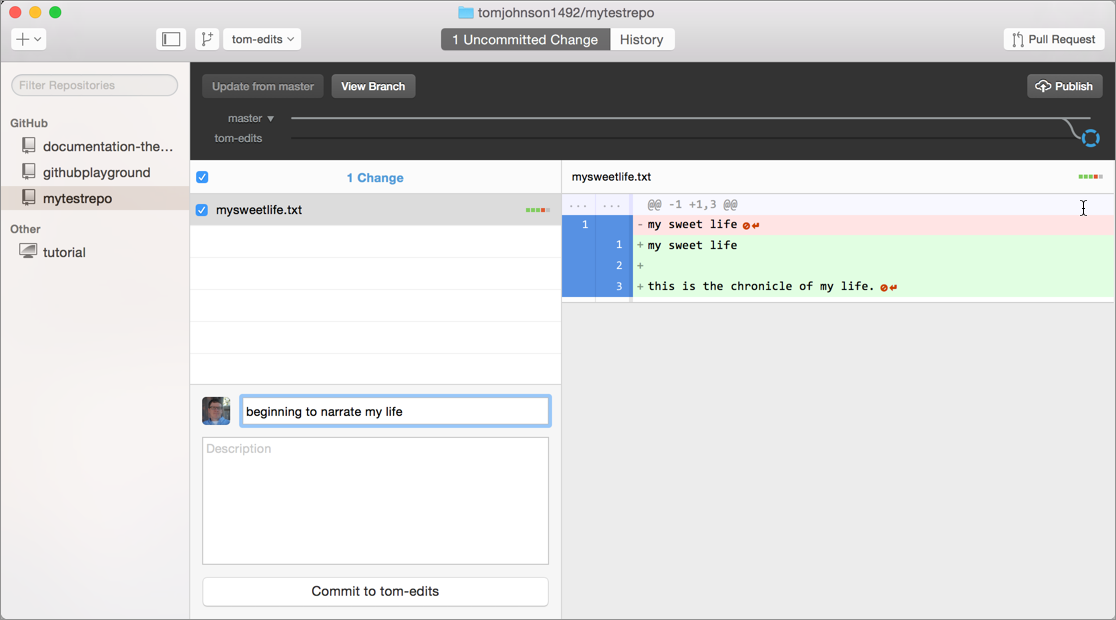 tomjohnson1492/mytestrepo
tom-edits
1 Uncommitted Change
History
Pull Request
Filter Repositories
GitHub
documentation-the...
githubplayground
mytestrepo
Other
tutorial
Update from master
View Branch
Publish
master
tom-edits
1 Change
mysweetlife.txt
beginning to narrate my life
Description
Commit to tom-edits
mysweetlife.txt
... ... @@ -1 +1,3 @@
1 -my sweet life
1 +my sweet life
2 +
3 +this is the chronicle of my life.